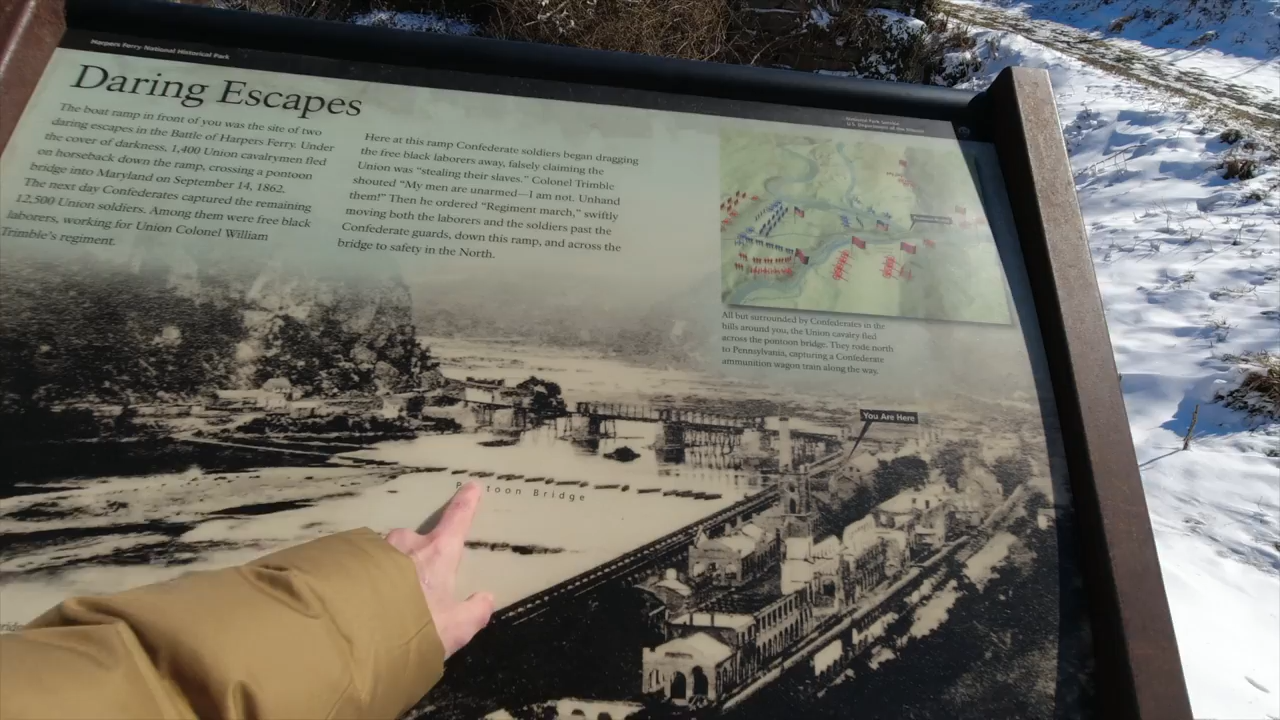 Harpers Ferry National Historical Park
National Park Service
U.S. Department of the Interior
Daring Escapes
The boat ramp in front of you was the site of two
daring escapes in the Battle of Harpers Ferry. Under
the cover of darkness, 1,400 Union cavalrymen fled
on horseback down the ramp, crossing a pontoon
bridge into Maryland on September 14, 1862.
The next day Confederates captured the remaining
12,500 Union soldiers. Among them were free black
laborers, working for Union Colonel William
Trimble's regiment.
Here at this ramp Confederate soldiers began dragging
the free black laborers away, falsely claiming the
Union was "stealing their slaves." Colonel Trimble
shouted "My men are unarmed—I am not. Unhand
them!" Then he ordered "Regiment march," swiftly
moving both the laborers and the soldiers past the
Confederate guards, down this ramp, and across the
bridge to safety in the North.
All but surrounded by Confederates in the
hills around you, the Union cavalry fled
across the pontoon bridge. They rode north
to Pennsylvania, capturing a Confederate
ammunition wagon train along the way.
You Are Here
Pontoon Bridge